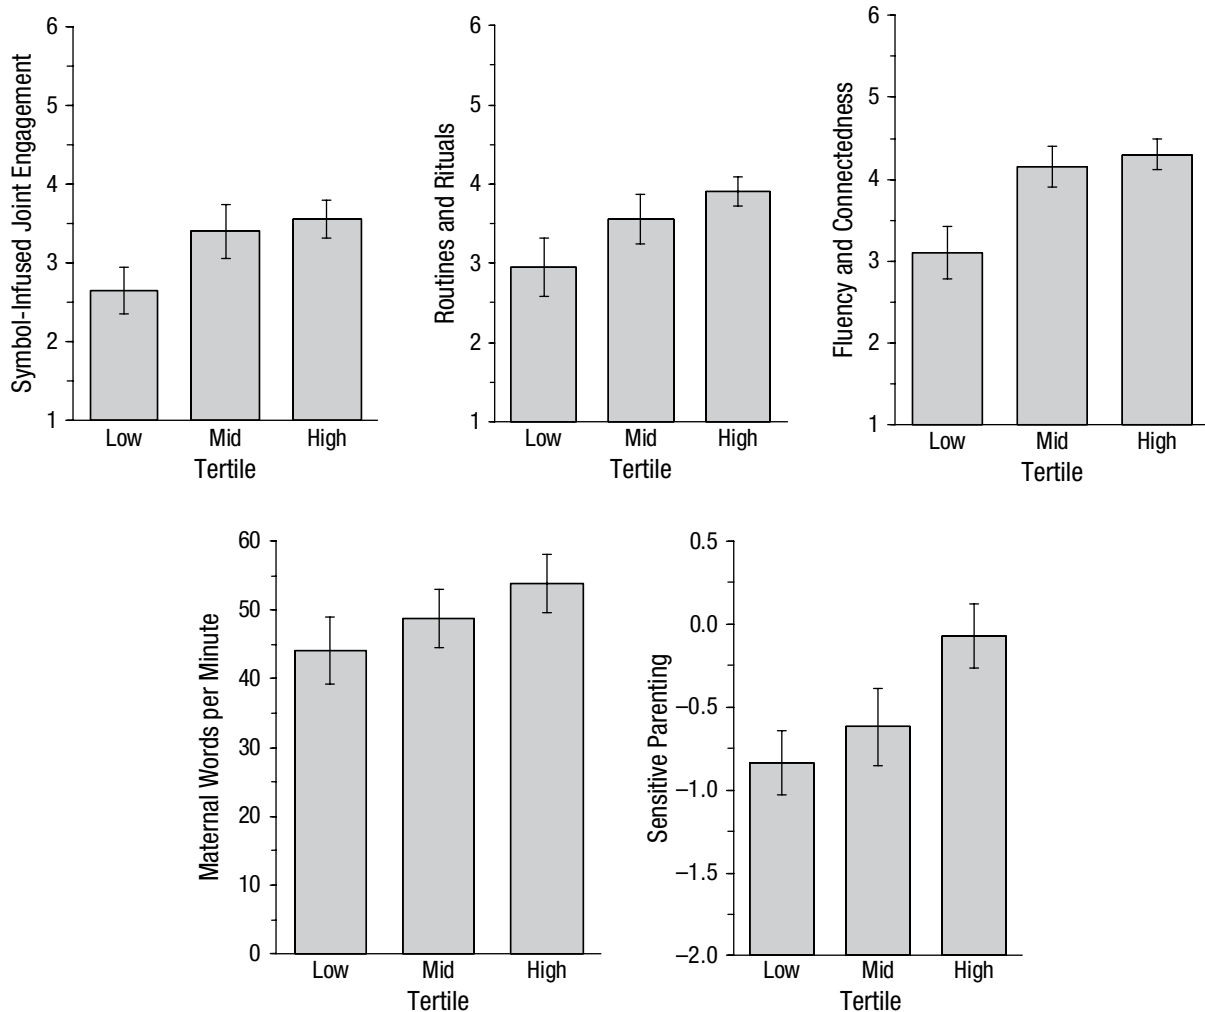 Symbol-Infused Joint Engagement
6
5
4
3
2
1
Low Mid High
Tertile
Routines and Rituals
6
5
4
3
2
1
Low Mid High
Tertile
Fluency and Connectedness
6
5
4
3
2
1
Low Mid High
Tertile
Maternal Words per Minute
60
50
40
30
20
10
0
Low Mid High
Tertile
Sensitive Parenting
0.5
0.0
–0.5
–1.0
–1.5
–2.0
Low Mid High
Tertile